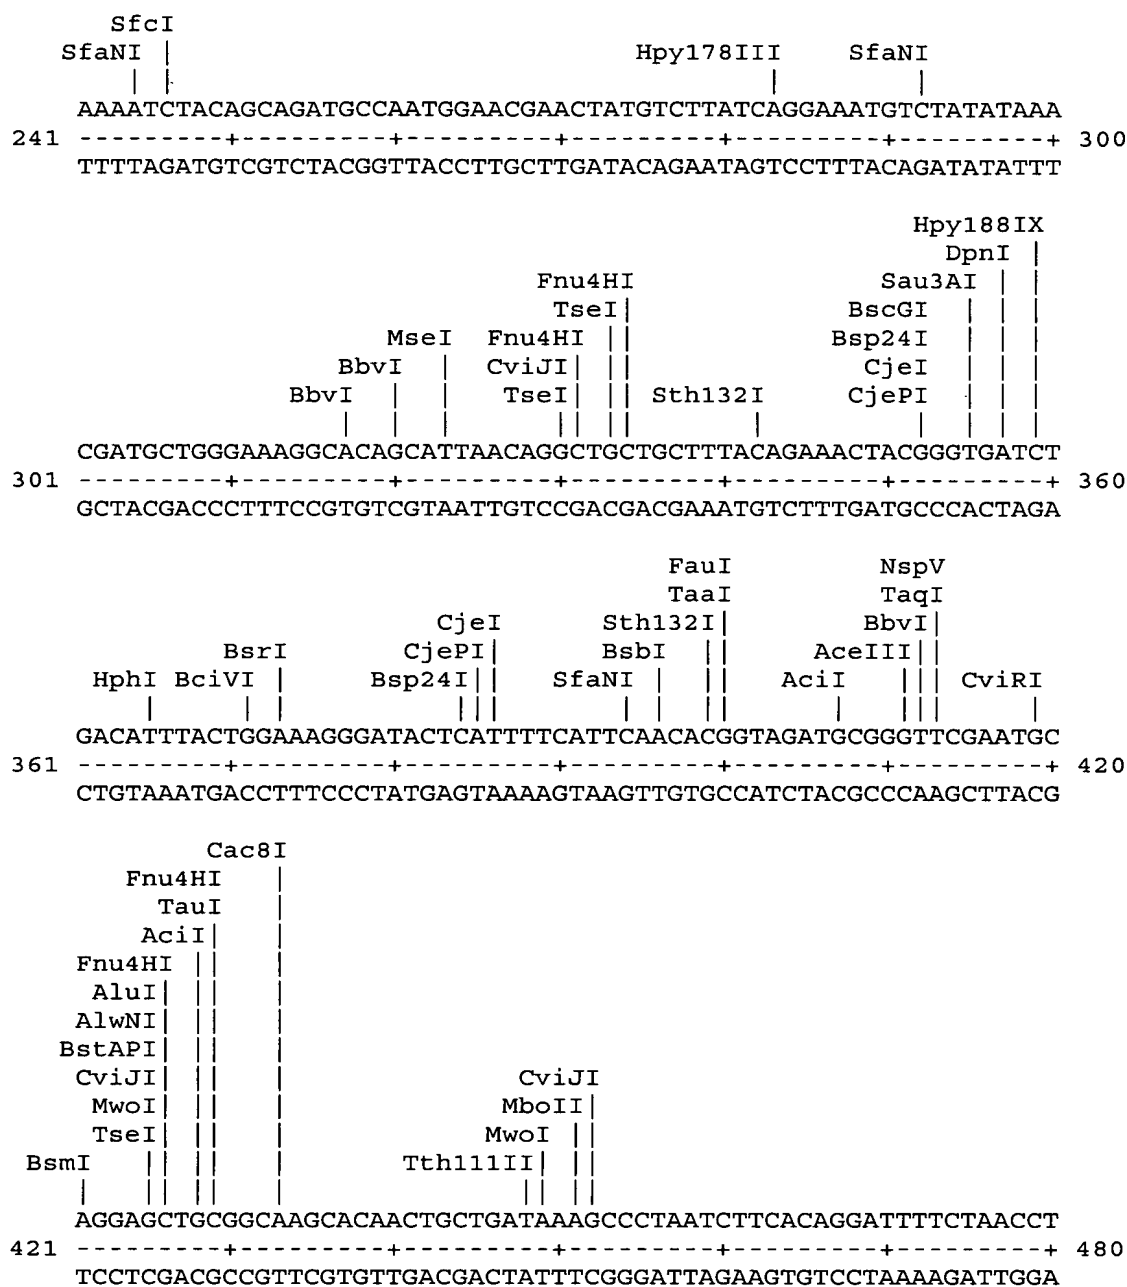 SfcI
SfaNI | Hpy178III SfaNI
| | | |
AAAATCTACAGCAGATGCCAATGGAACGAACTATGTCTTATCAGGAAATGTCTATATAAA
241 ---------+---------+---------+---------+---------+---------+ 300
TTTTAGATGTCGTCTACGGTTACCTTGCTTGATACAGAATAGTCCTTTACAGATATATTT
Hpy188IX
DpnI |
Fnu4HI Sau3AI | |
TseI| BscGI | | |
MseI Fnu4HI || Bsp24I | | |
BbvI | CviJI| || CjeI | | |
BbvI | | TseI| || Sth132I CjePI | | |
| | | || || | | | | |
CGATGCTGGGAAAGGCACAGCATTAACAGGCTGCTGCTTTACAGAAACTACGGGTGATCT
301 ---------+---------+---------+---------+---------+---------+ 360
GCTACGACCCTTTCCGTGTCGTAATTGTCCGACGACGAAATGTCTTTGATGCCCACTAGA
FauI NspV
TaaI TaqI
CjeI Sth132I| BbvI|
BsrI CjePI| BsbI || AceIII||
HphI BciVI | Bsp24I|| SfaNI | || AciI ||| CviRI
| | | ||| | | || | ||| |
GACATTTACTGGAAAGGGATACTCATTTTCATTCAACACGGTAGATGCGGGTTCGAATGC
361 ---------+---------+---------+---------+---------+---------+ 420
CTGTAAATGACCTTTCCCTATGAGTAAAAGTAAGTTGTGCCATCTACGCCCAAGCTTACG
Cac8I
Fnu4HI |
TauI |
AciI| |
Fnu4HI || |
AluI| || |
AlwNI| || |
BstAPI| || |
CviJI| || | CviJI
MwoI| || | MboII|
TseI| || | MwoI ||
BsmI || || | Tth111II| ||
| || || | || ||
AGGAGCTGCGGCAAGCACAACTGCTGATAAAGCCCTAATCTTCACAGGATTTTCTAACCT
421 ---------+---------+---------+---------+---------+---------+ 480
TCCTCGACGCCGTTCGTGTTGACGACTATTTCGGGATTAGAAGTGTCCTAAAAGATTGGA